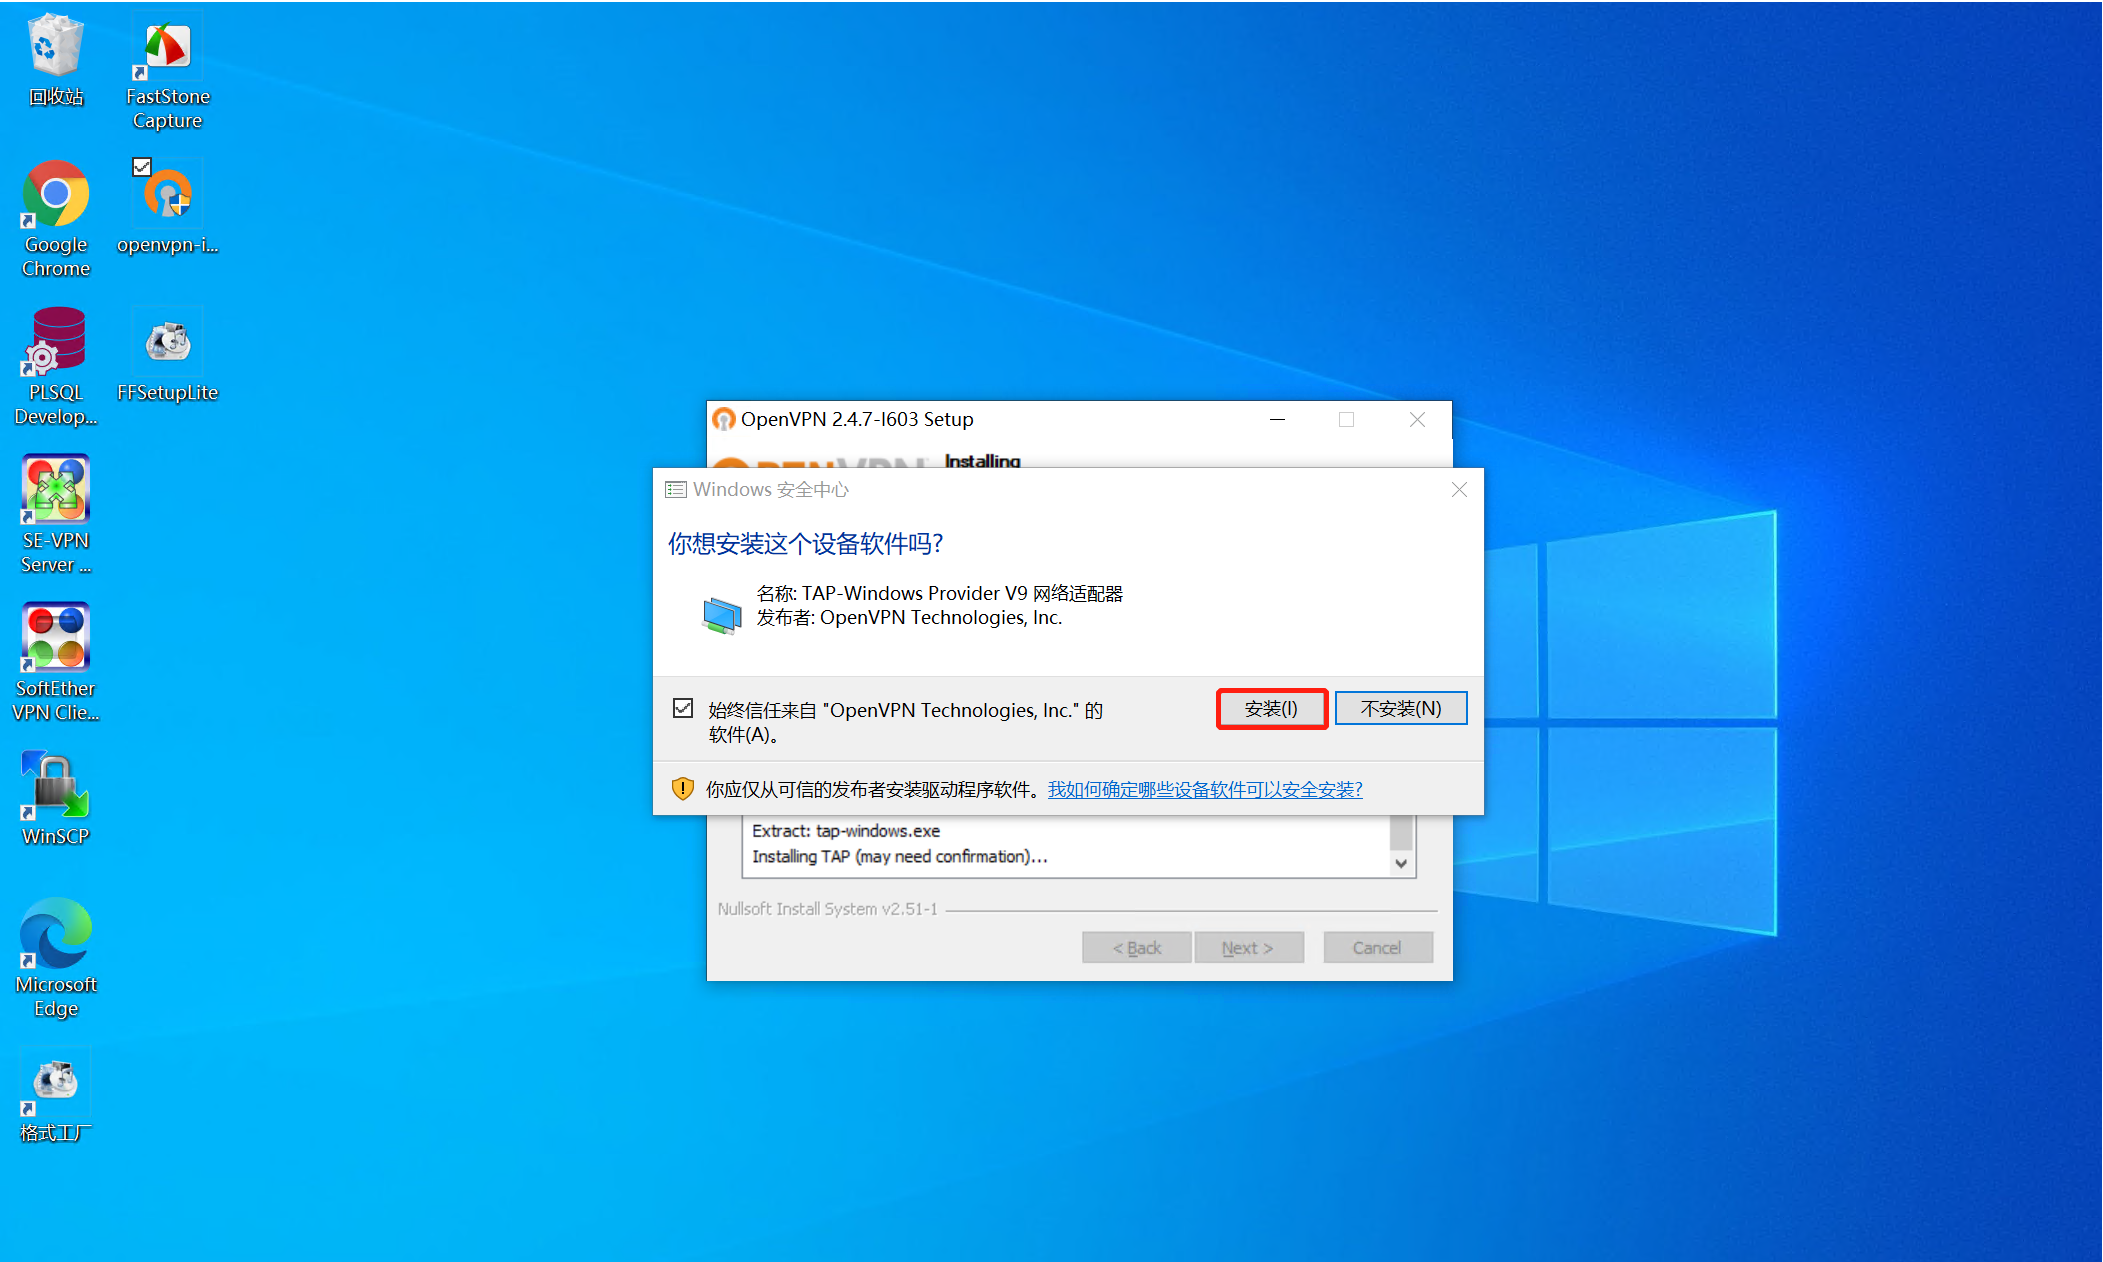 回收站
FastStone
Capture
Google
Chrome
openvpn-i...
PLSQL
Develop...
FFSetupLite
SE-VPN
Server ...
SoftEther
VPN Clie...
WinSCP
Microsoft
Edge
格式工厂
OpenVPN 2.4.7-I603 Setup
Installing
Windows 安全中心
你想安装这个设备软件吗?
名称: TAP-Windows Provider V9 网络适配器
发布者: OpenVPN Technologies, Inc.
始终信任来自 "OpenVPN Technologies, Inc." 的
软件(A)。
安装(I)
不安装(N)
你应仅从可信的发布者安装驱动程序软件。我如何确定哪些设备软件可以安全安装?
Extract: tap-windows.exe
Installing TAP (may need confirmation)...
Nullsoft Install System v2.51-1
< Back
Next >
Cancel